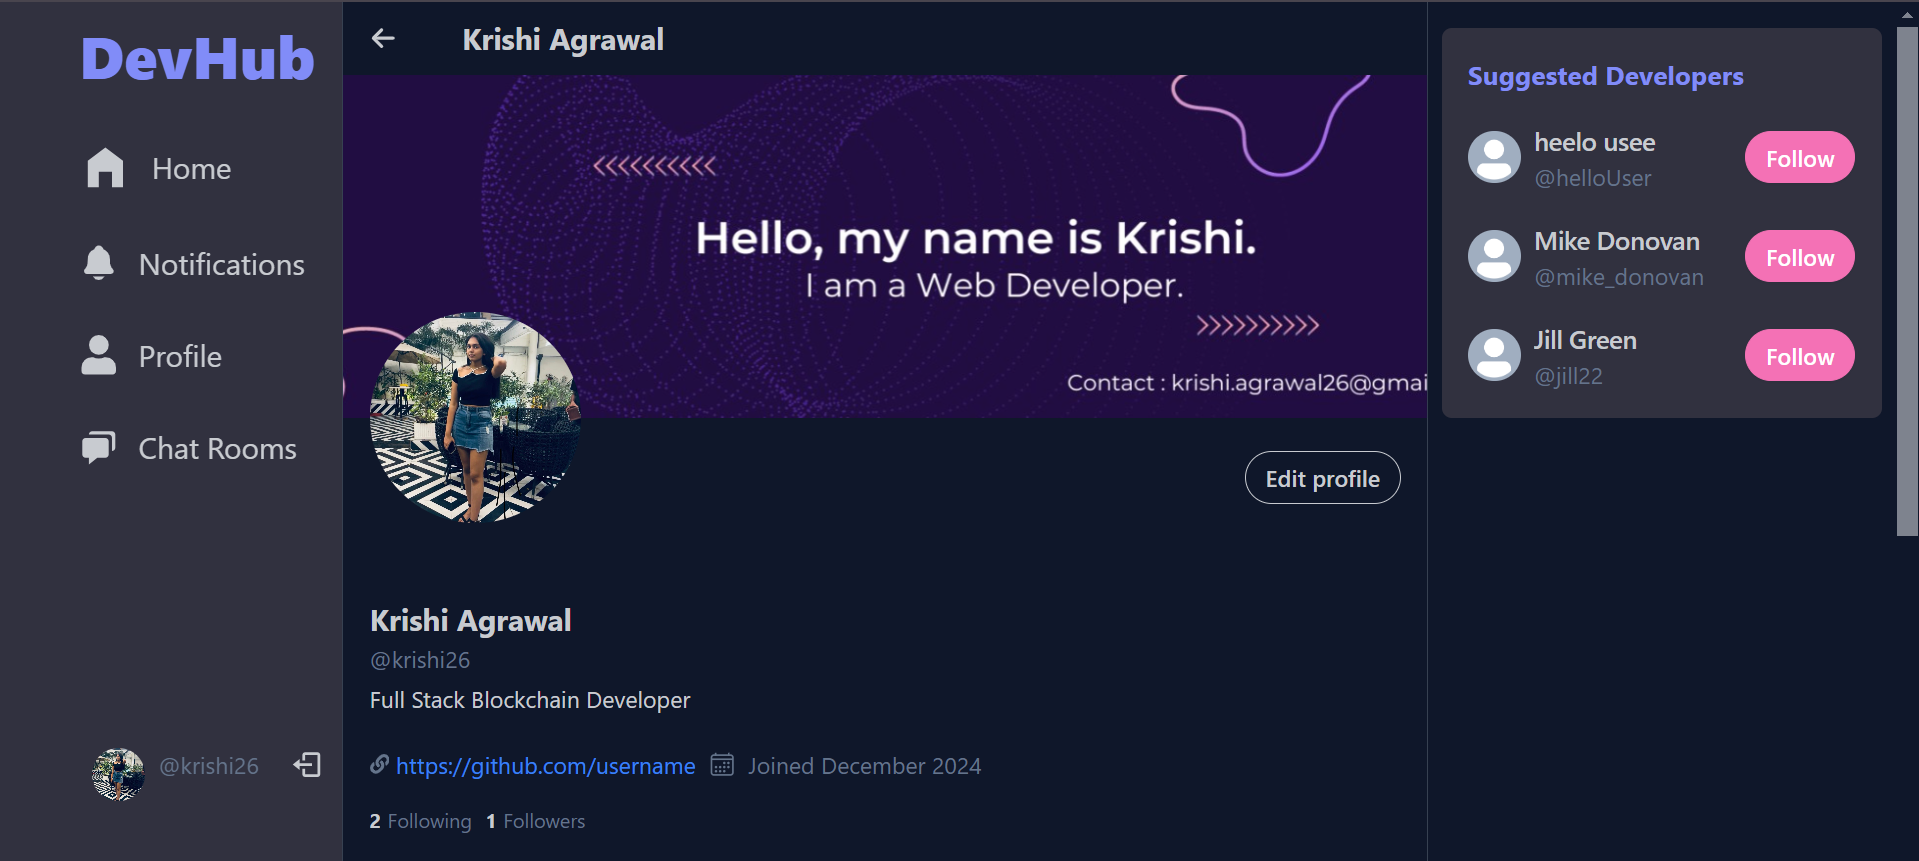 DevHub
Home
Notifications
Profile
Chat Rooms
@krishi26
Krishi Agrawal
Hello, my name is Krishi.
I am a Web Developer.
Contact : krishi.agrawal26@gmai
Edit profile
Krishi Agrawal
@krishi26
Full Stack Blockchain Developer
https://github.com/username Joined December 2024
2 Following 1 Followers
Suggested Developers
heelo usee
@helloUser
Follow
Mike Donovan
@mike_donovan
Follow
Jill Green
@jill22
Follow